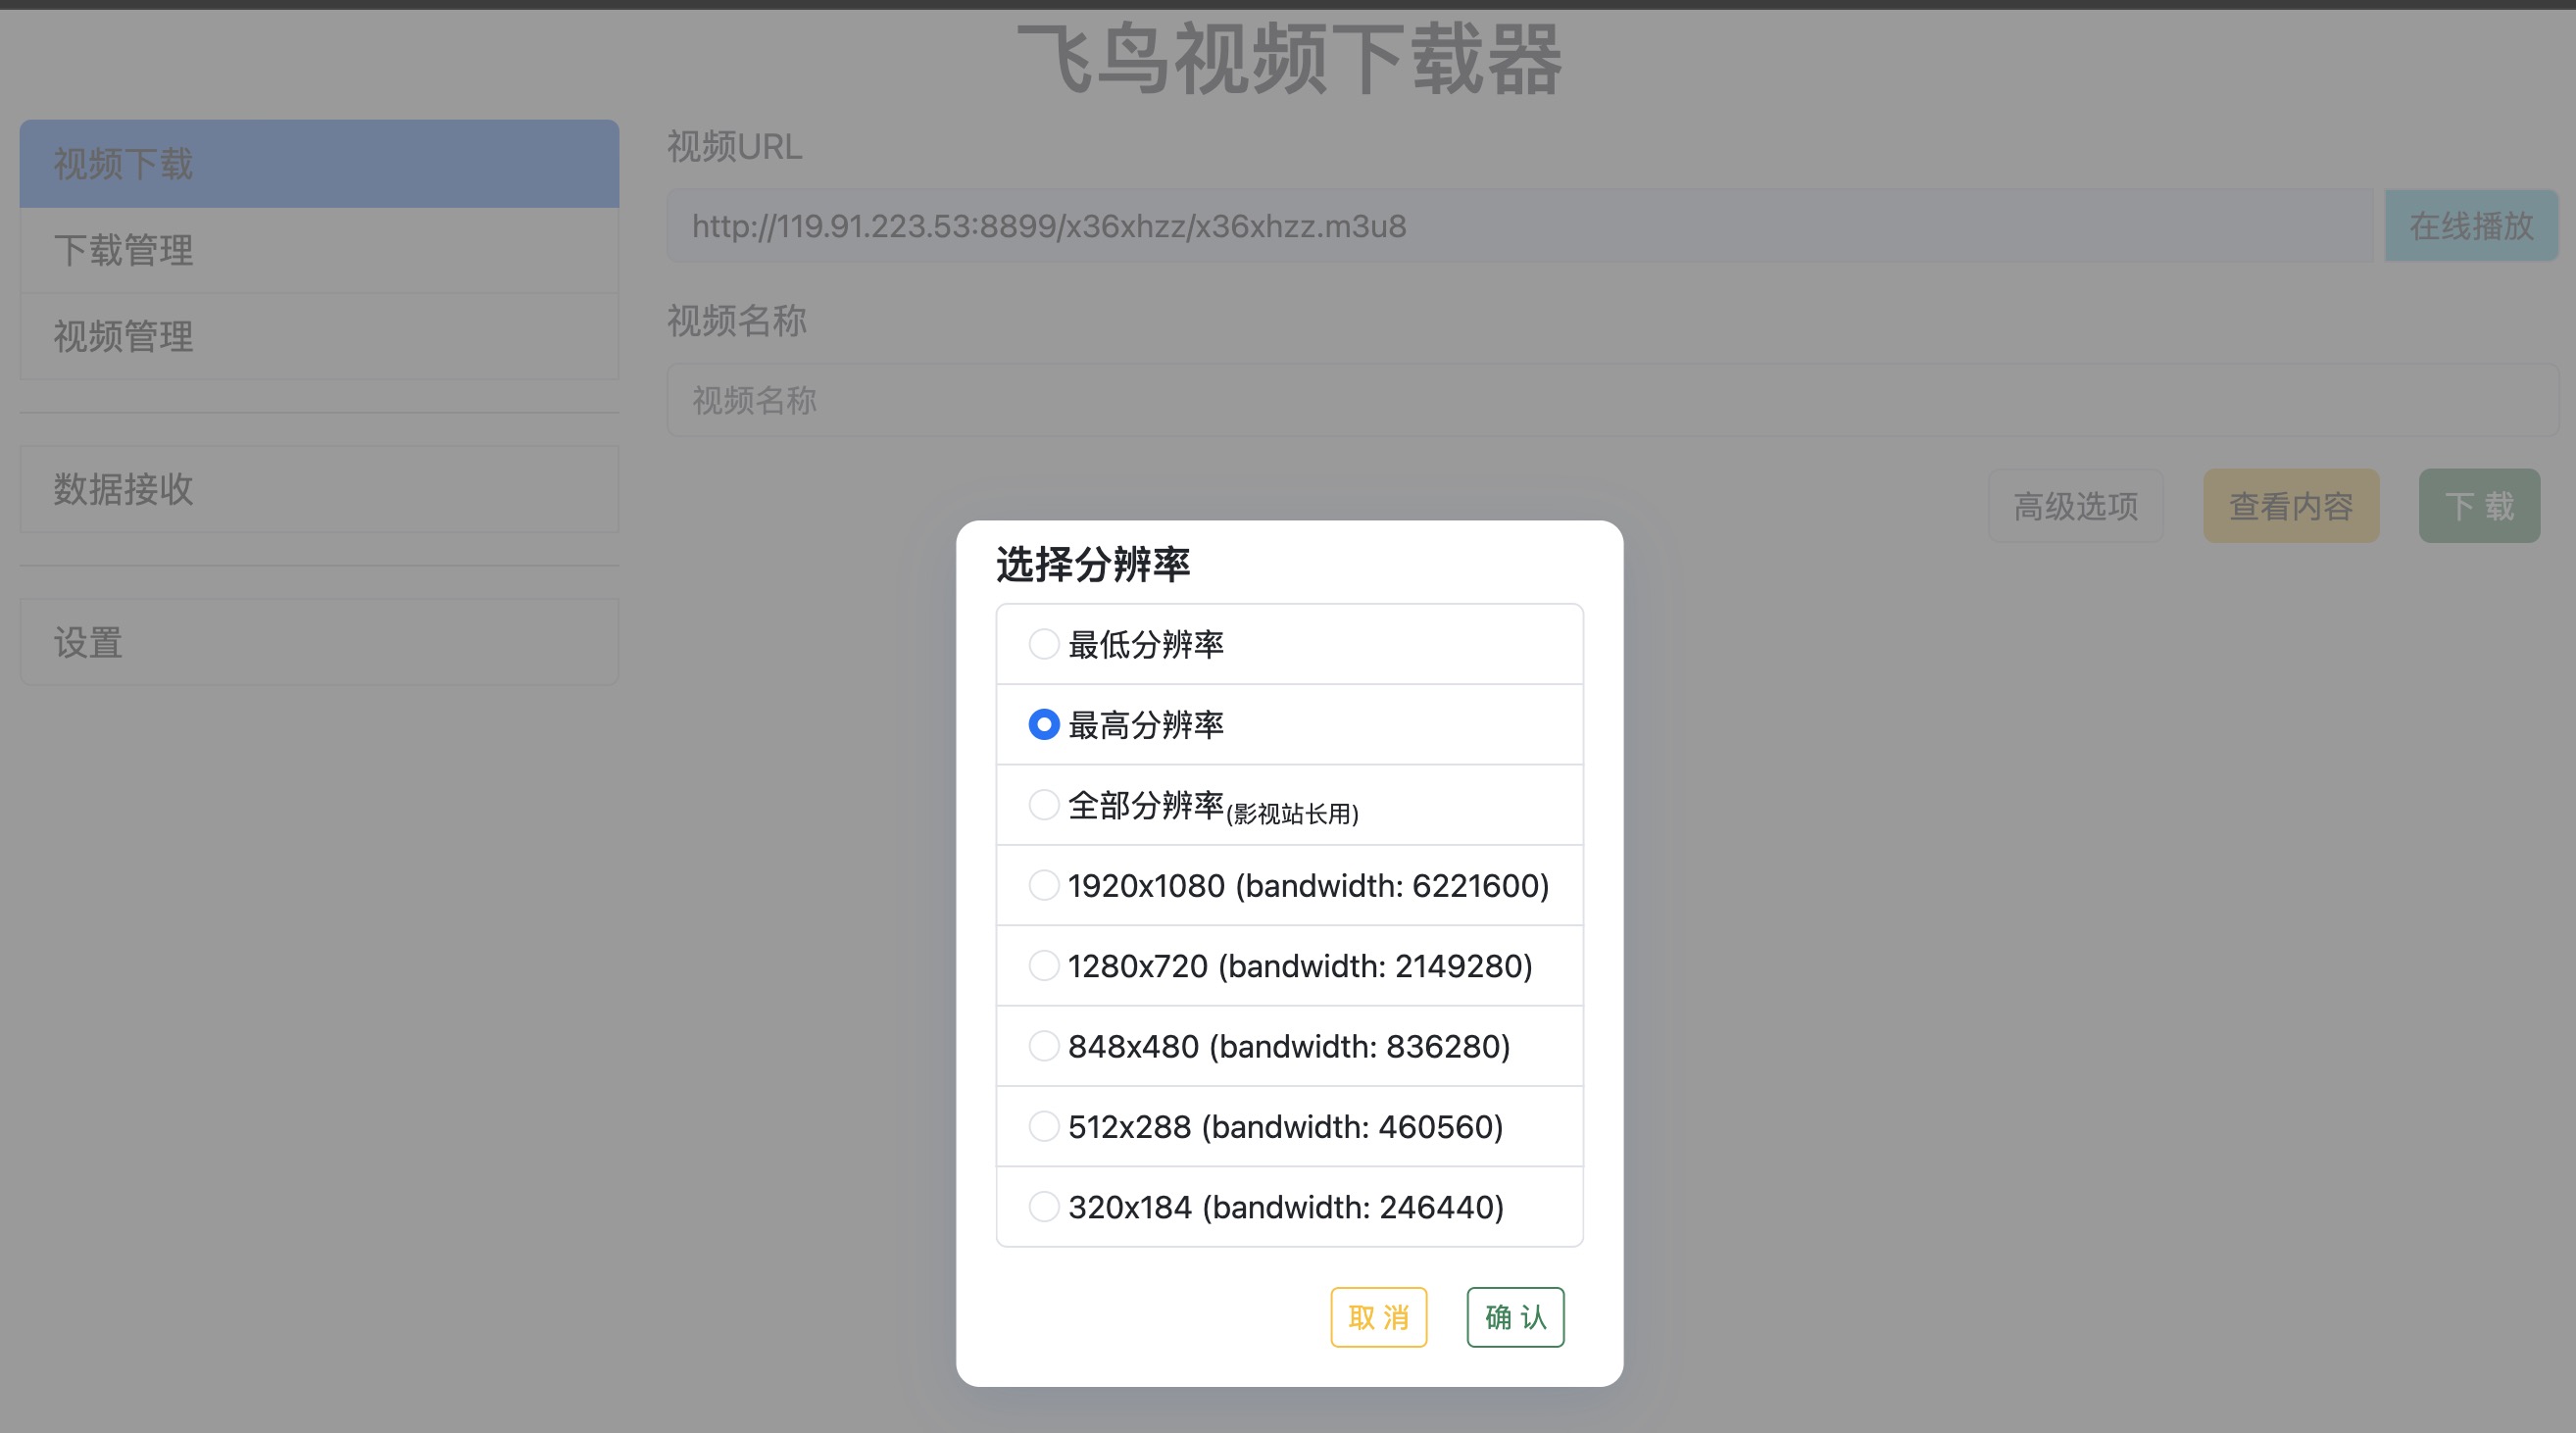 飞鸟视频下载器
视频下载
下载管理
视频管理
数据接收
设置
视频URL
http://119.91.223.53:8899/x36xhzz/x36xhzz.m3u8
在线播放
视频名称
视频名称
高级选项
查看内容
下 载
选择分辨率
最低分辨率
最高分辨率
全部分辨率(影视站长用)
1920x1080 (bandwidth: 6221600)
1280x720 (bandwidth: 2149280)
848x480 (bandwidth: 836280)
512x288 (bandwidth: 460560)
320x184 (bandwidth: 246440)
取 消
确 认